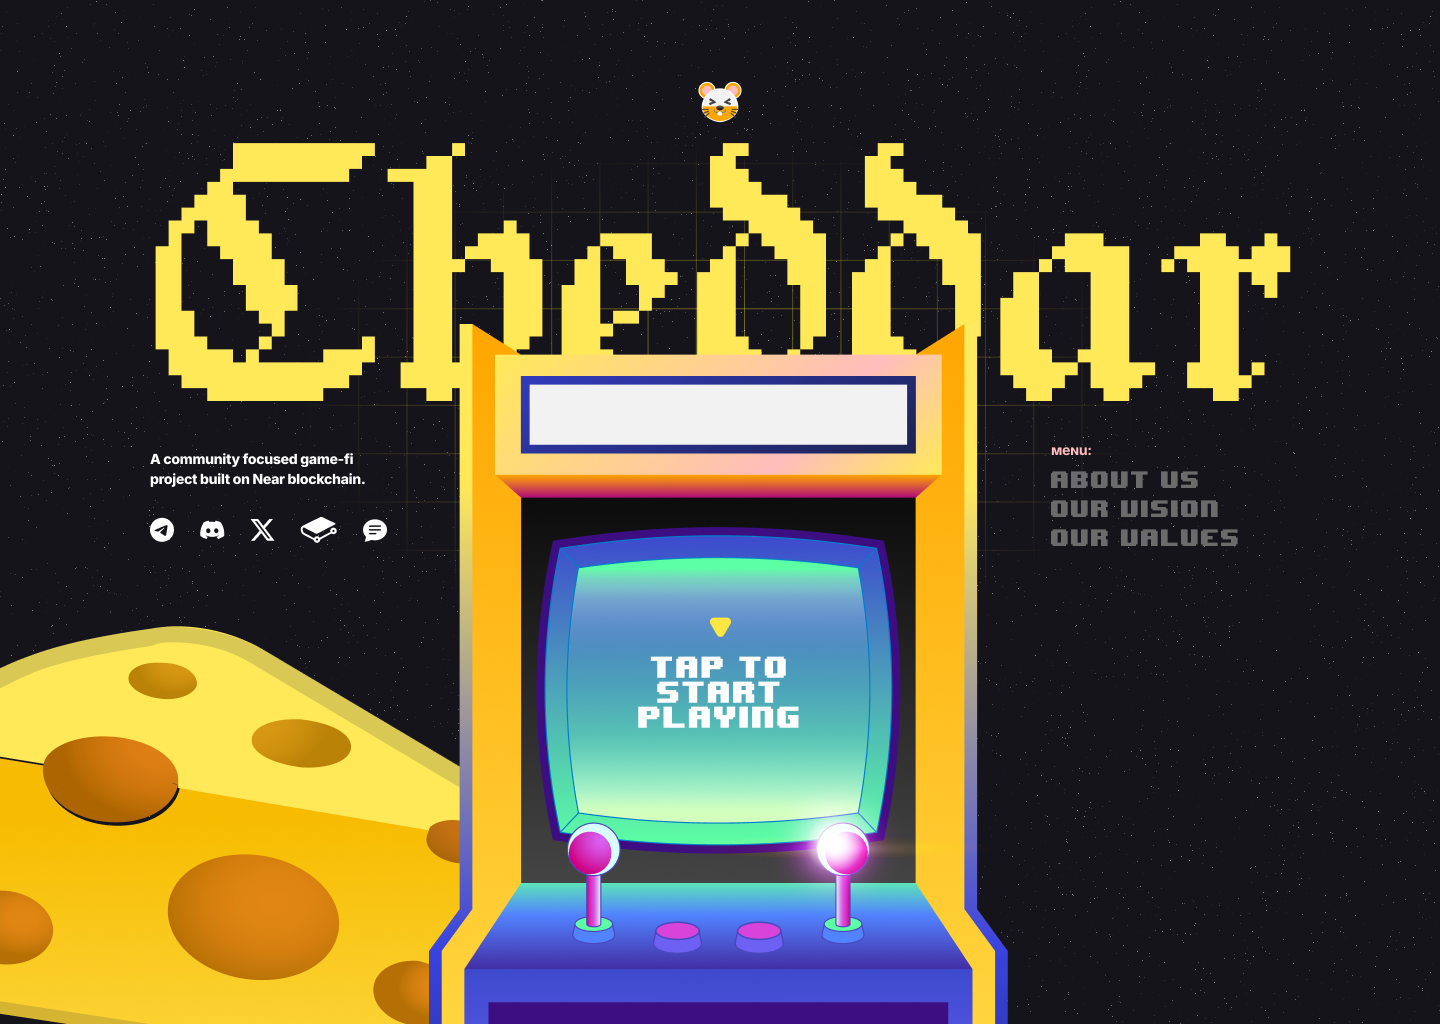 Cheddar
A community focused game-fi
project built on Near blockchain.
MENU:
ABOUT US
OUR VISION
OUR VALUES
TAP TO
START
PLAYING